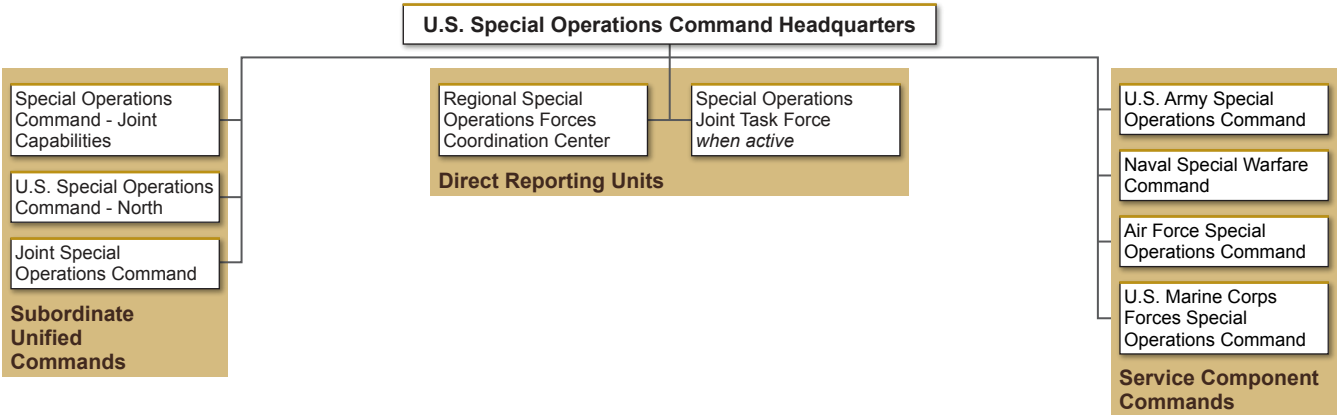 U.S. Special Operations Command Headquarters
Special Operations
Command - Joint
Capabilities
U.S. Special Operations
Command - North
Joint Special
Operations Command
Subordinate
Unified
Commands
Regional Special
Operations Forces
Coordination Center
Special Operations
Joint Task Force
when active
Direct Reporting Units
U.S. Army Special
Operations Command
Naval Special Warfare
Command
Air Force Special
Operations Command
U.S. Marine Corps
Forces Special
Operations Command
Service Component
Commands